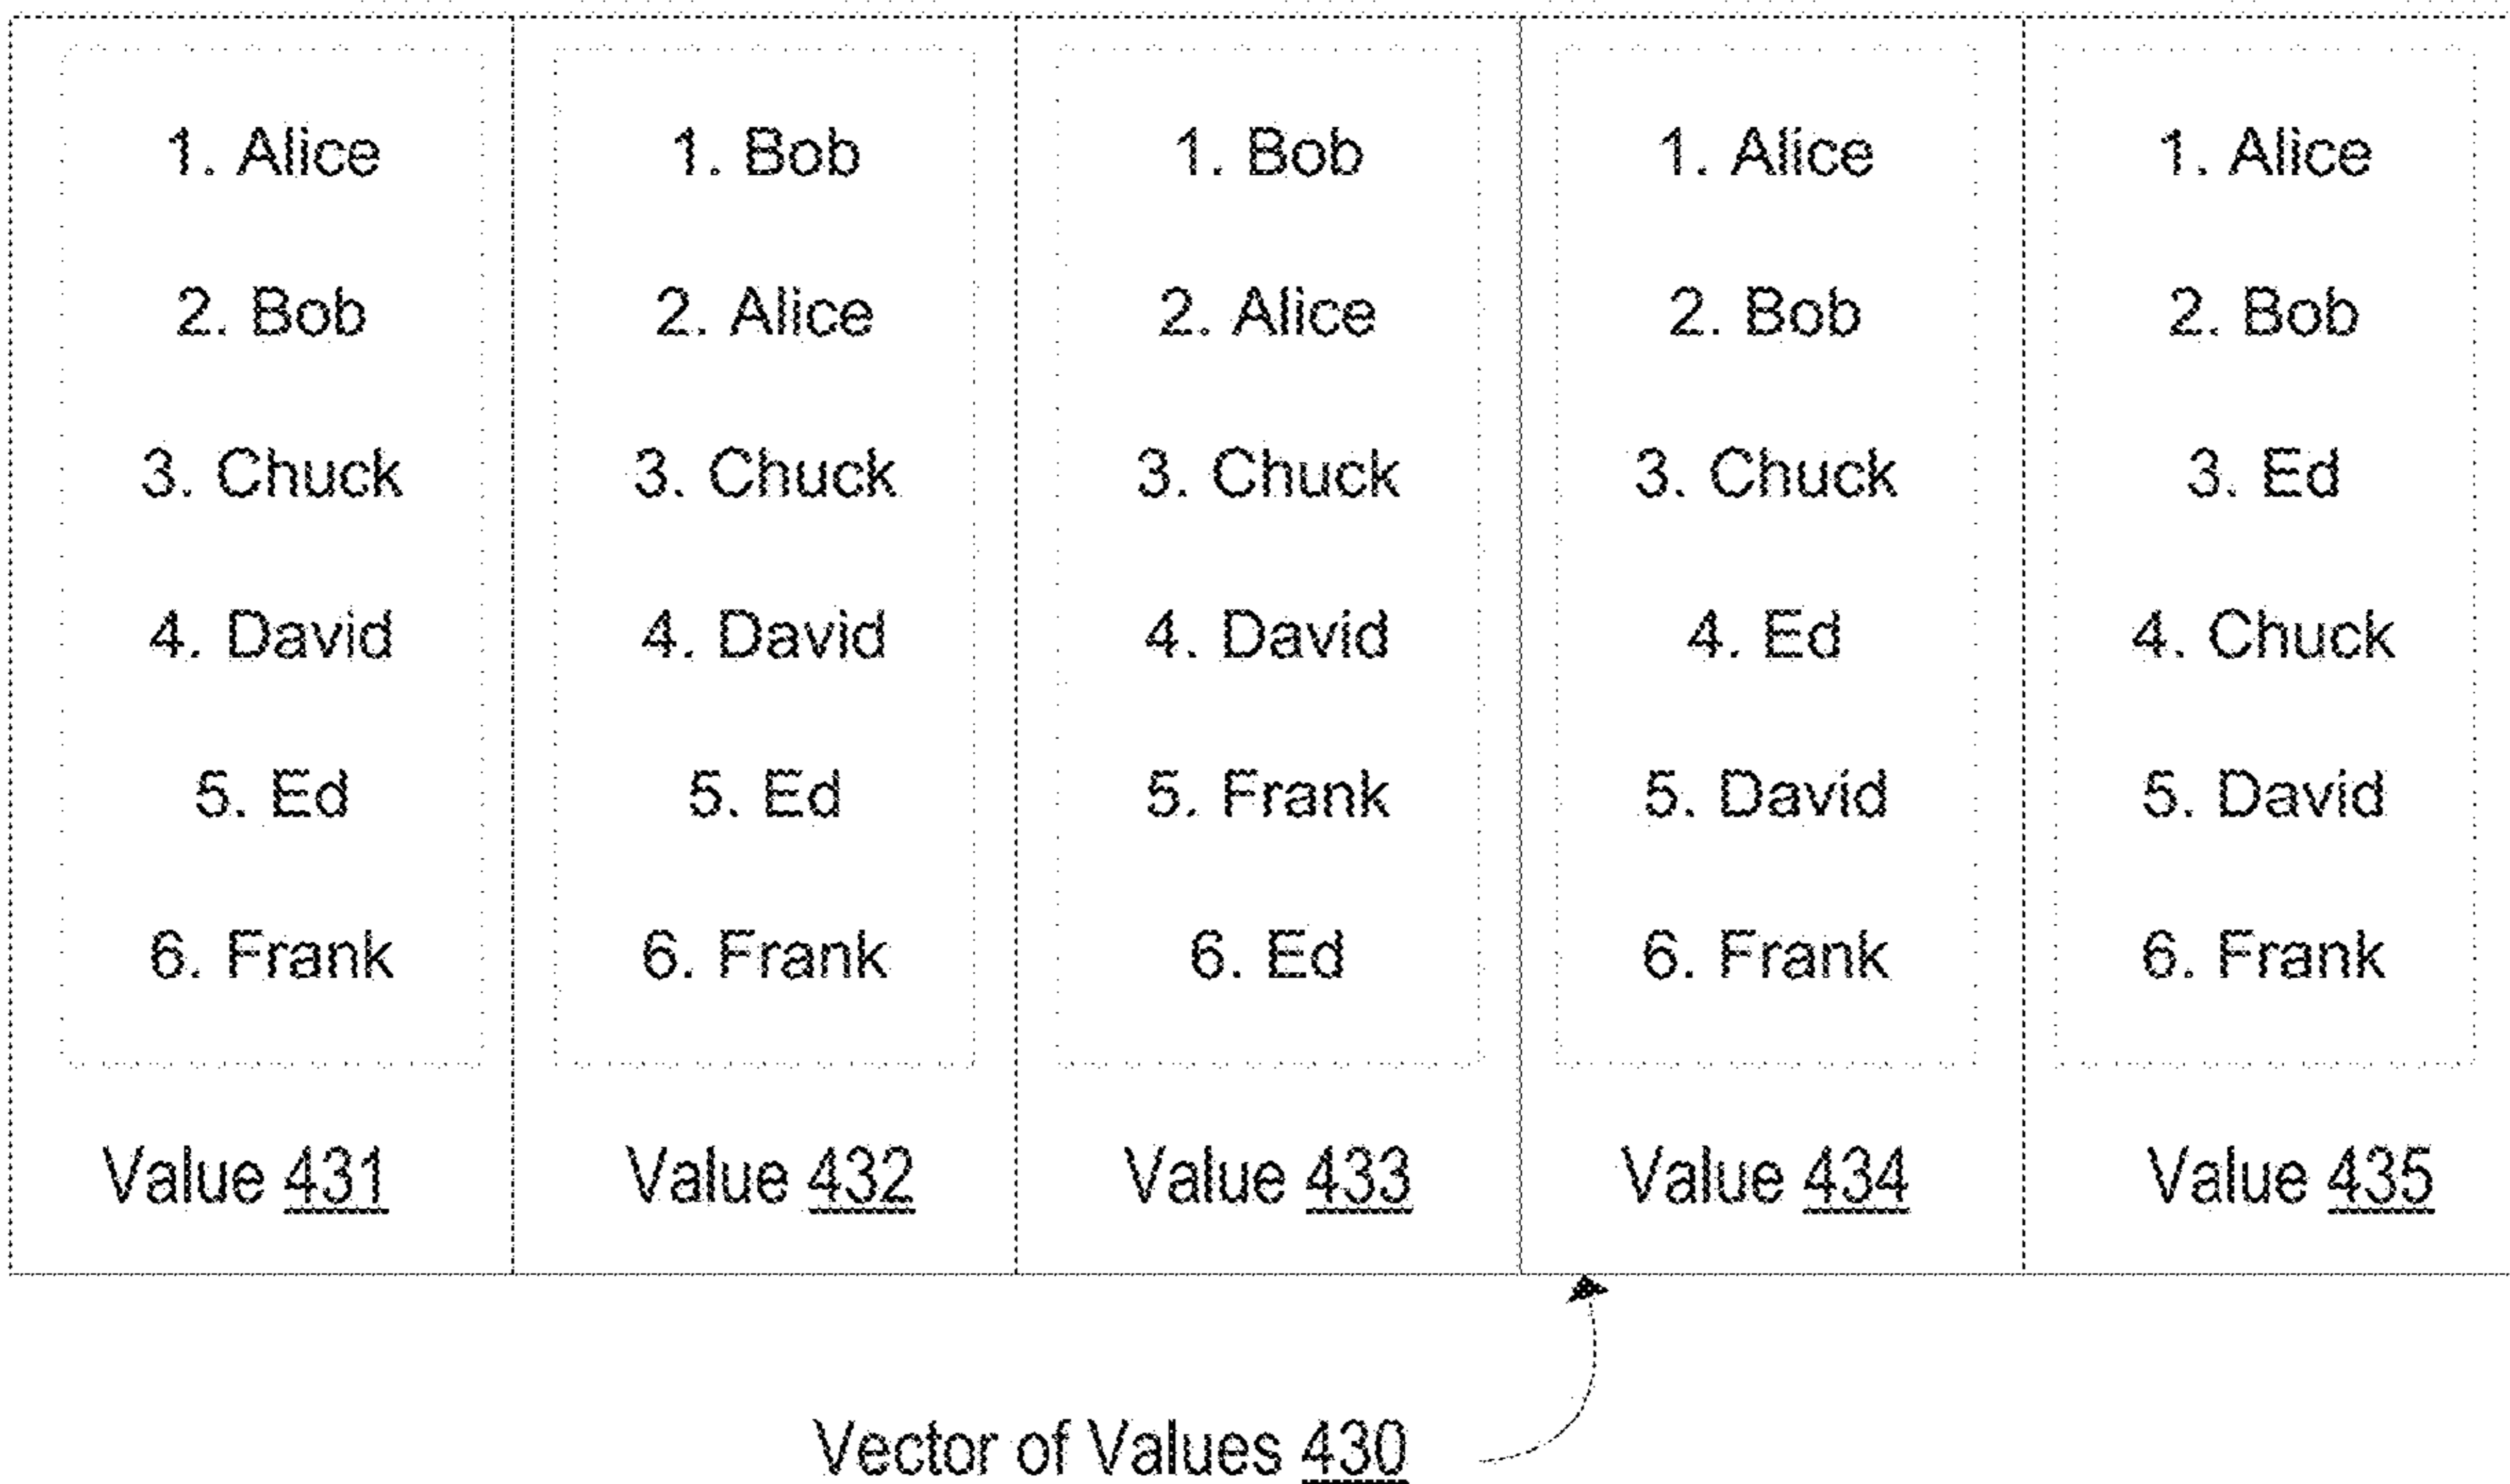 1. Alice
2. Bob
3. Chuck
4. David
5. Ed
6. Frank
Value 431
1. Bob
2. Alice
3. Chuck
4. David
5. Ed
6. Frank
Value 432
1. Bob
2. Alice
3. Chuck
4. David
5. Frank
6. Ed
Value 433
1. Alice
2. Bob
3. Chuck
4. Ed
5. David
6. Frank
Value 434
1. Alice
2. Bob
3. Ed
4. Chuck
5. David
6. Frank
Value 435
Vector of Values 430